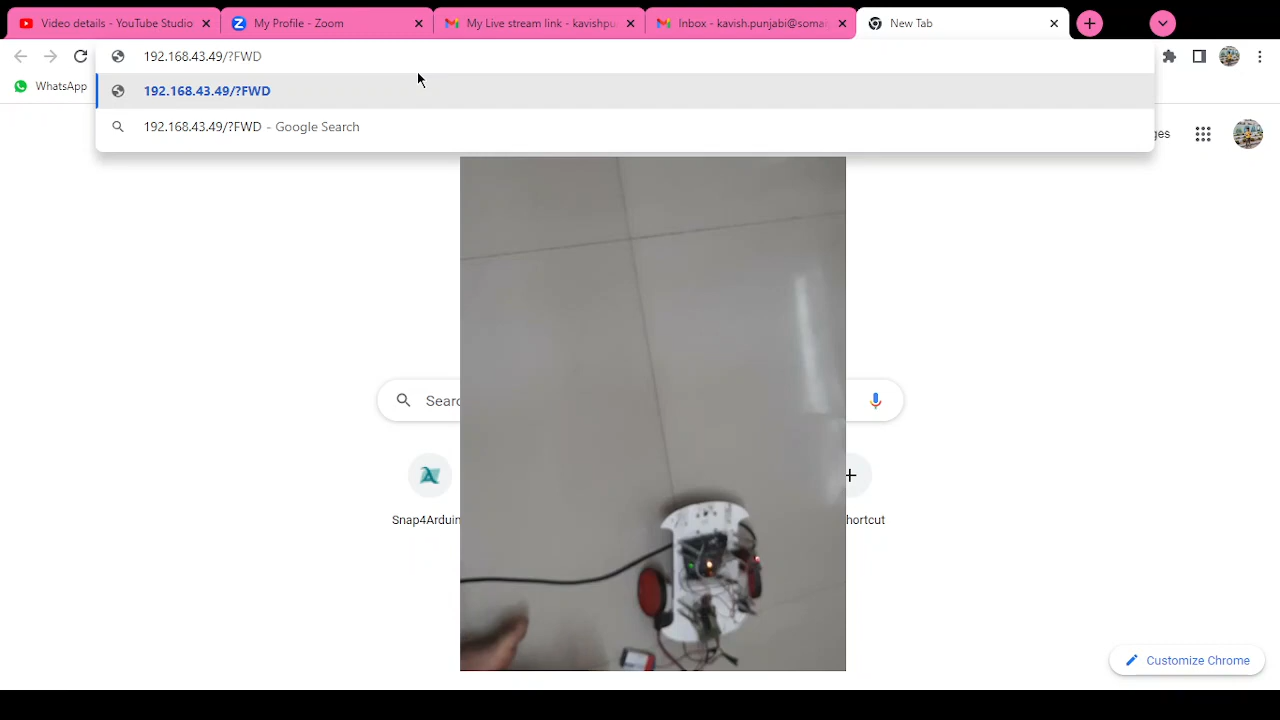 Video details - YouTube Studio
My Profile - Zoom
My Live stream link - kavishpu
Inbox - kavish.punjabi@somai
New Tab
192.168.43.49/?FWD
WhatsApp
192.168.43.49/?FWD
192.168.43.49/?FWD - Google Search
ges
Searc
Snap4Arduin
hortcut
Customize Chrome